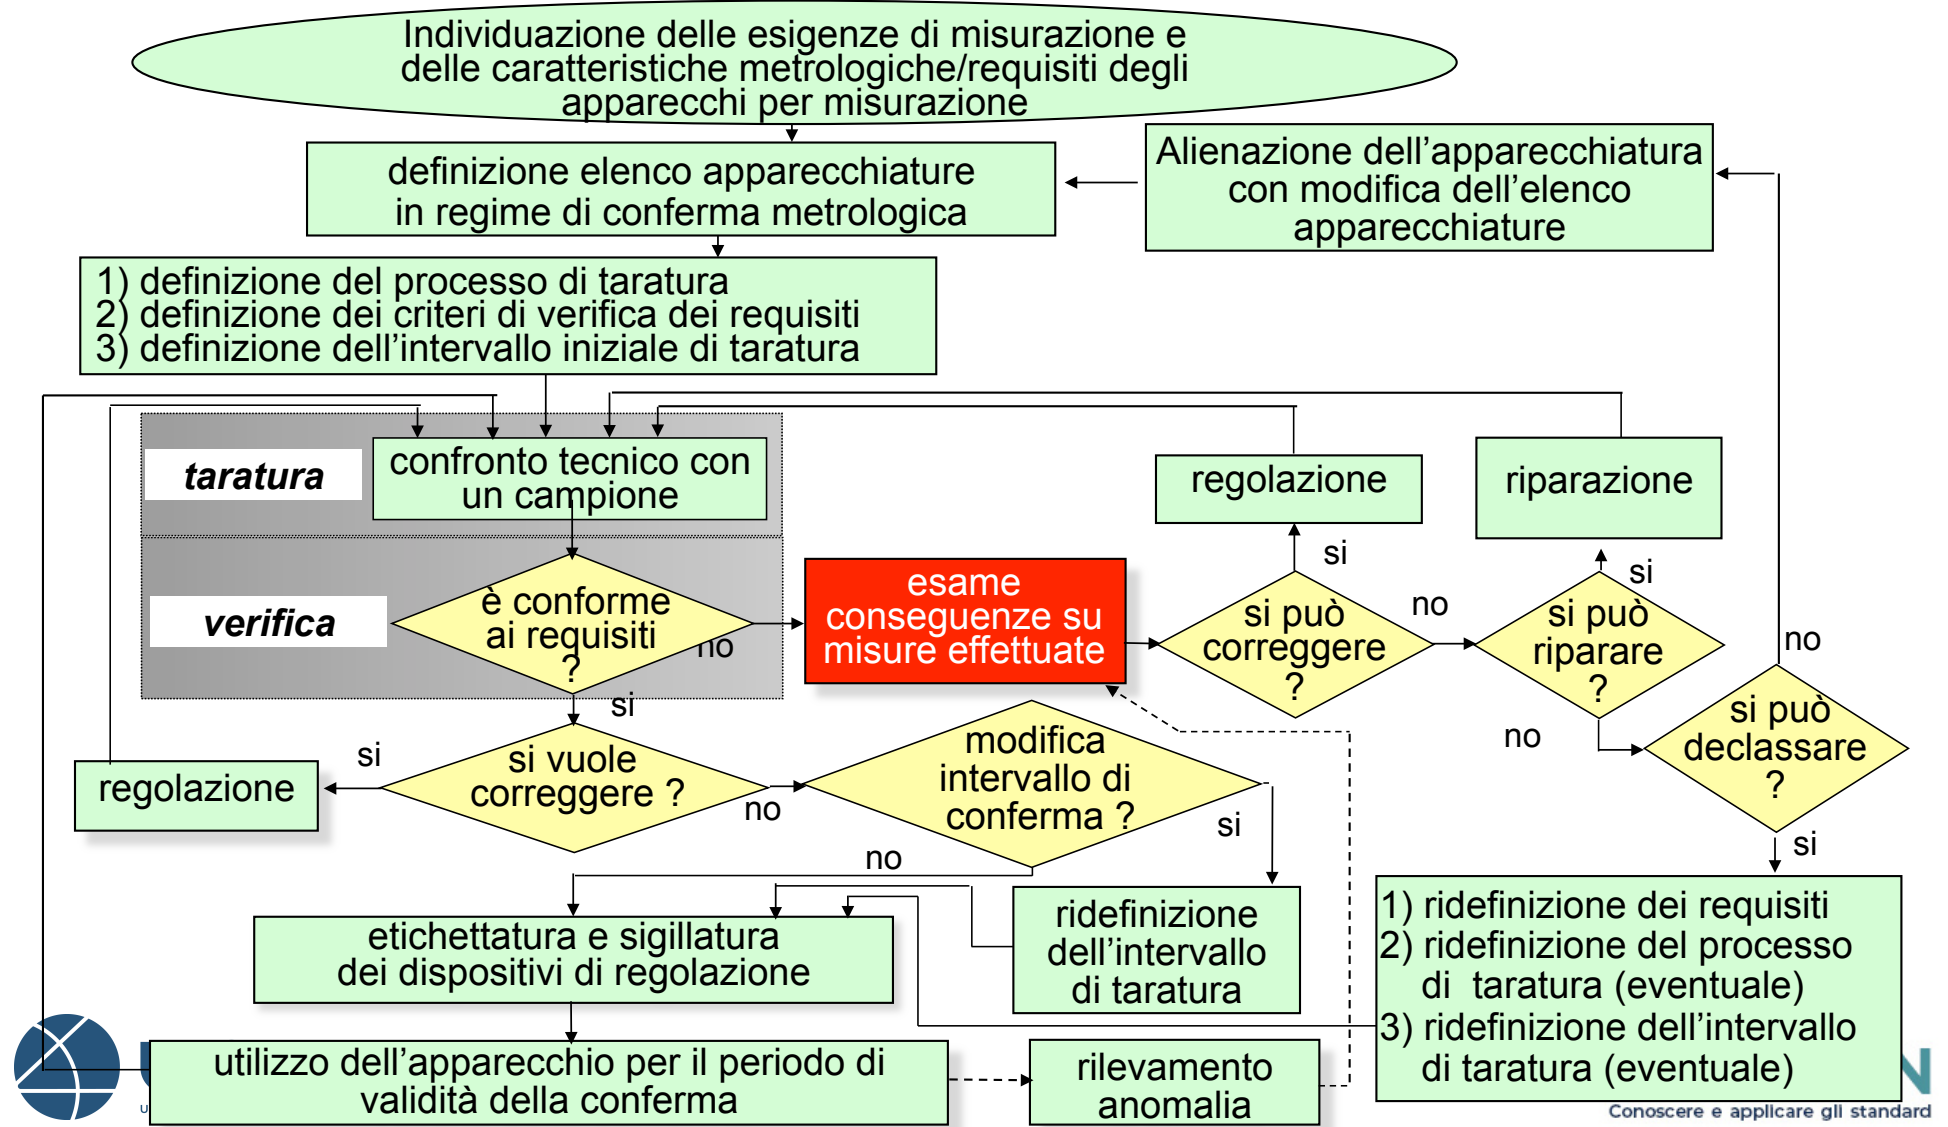 Individuazione delle esigenze di misurazione e
delle caratteristiche metrologiche/requisiti degli
apparecchi per misurazione
definizione elenco apparecchiature
in regime di conferma metrologica
Alienazione dell’apparecchiatura
con modifica dell’elenco
apparecchiature
1) definizione del processo di taratura
2) definizione dei criteri di verifica dei requisiti
3) definizione dell’intervallo iniziale di taratura
taratura
confronto tecnico con
un campione
regolazione
riparazione
si
si
verifica
è conforme
ai requisiti
?
no
esame
conseguenze su
misure effettuate
si può
correggere
?
no
si può
riparare
?
no
no
si può
declassare
?
si
si
si vuole
correggere ?
si
regolazione
no
modifica
intervallo di
conferma ?
si
no
ridefinizione
dell’intervallo
di taratura
1) ridefinizione dei requisiti
2) ridefinizione del processo
di taratura (eventuale)
3) ridefinizione dell’intervallo
di taratura (eventuale)
etichettatura e sigillatura
dei dispositivi di regolazione
utilizzo dell’apparecchio per il periodo di
validità della conferma
rilevamento
anomalia
N
Conoscere e applicare gli standard